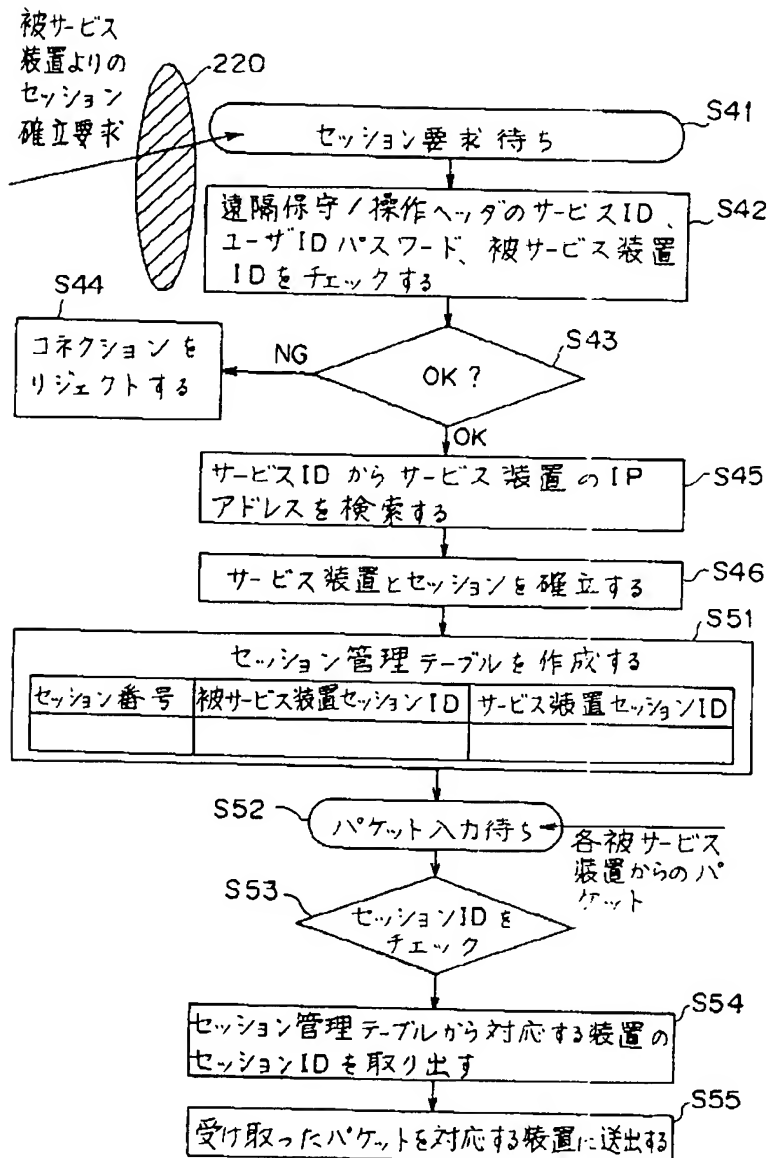 被サービス
装置よりの
セッション
確立要求
220
S41
セッション要求待ち
S42
遠隔保守/操作ヘッダのサービスID、
ユーザIDパスワード、被サービス装置
IDをチェックする
S44
コネクションを
リジェクトする
NG
S43
OK?
OK
S45
サービスIDからサービス装置のIP
アドレスを検索する
S46
サービス装置とセッションを確立する
S51
セッション管理テーブルを作成する
セッション番号 被サービス装置セッションID サービス装置セッションID
S52
パケット入力待ち
各被サービス
装置からのパ
ケット
S53
セッションIDを
チェック
S54
セッション管理テーブルから対応する装置の
セッションIDを取り出す
S55
受け取ったパケットを対応する装置に送出する